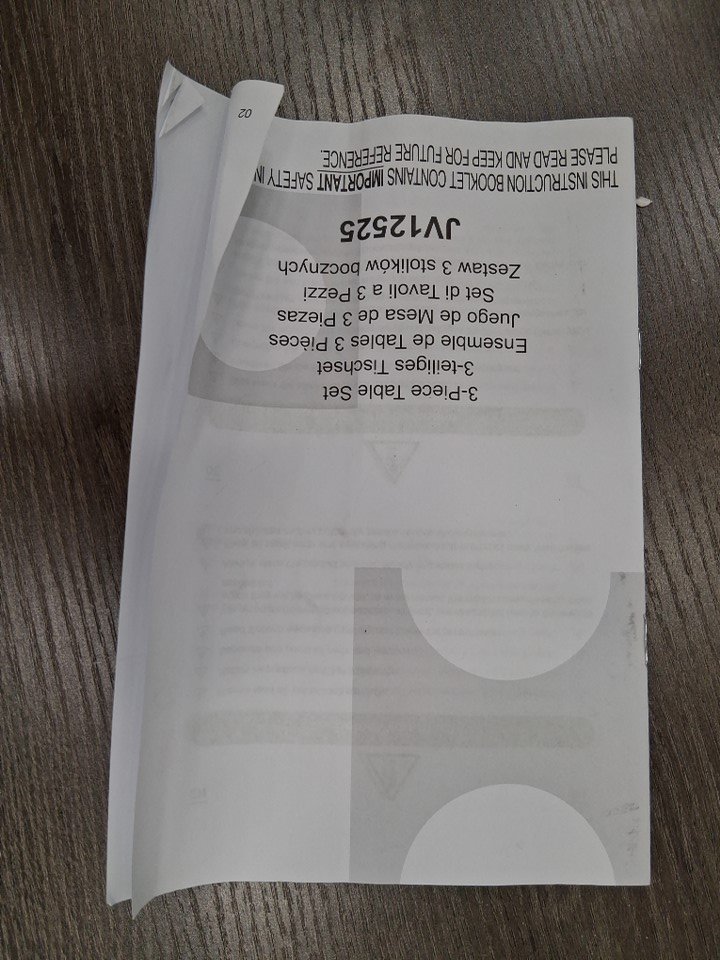 3-Piece Table Set
3-teiliges Tischset
Ensemble de Tables 3 Pièces
Juego de Mesa de 3 Piezas
Set di Tavoli a 3 Pezzi
Zestaw 3 stolików bocznych
JV12525
THIS INSTRUCTION BOOKLET CONTAINS IMPORTANT SAFETY IN
PLEASE READ AND KEEP FOR FUTURE REFERENCE.
02